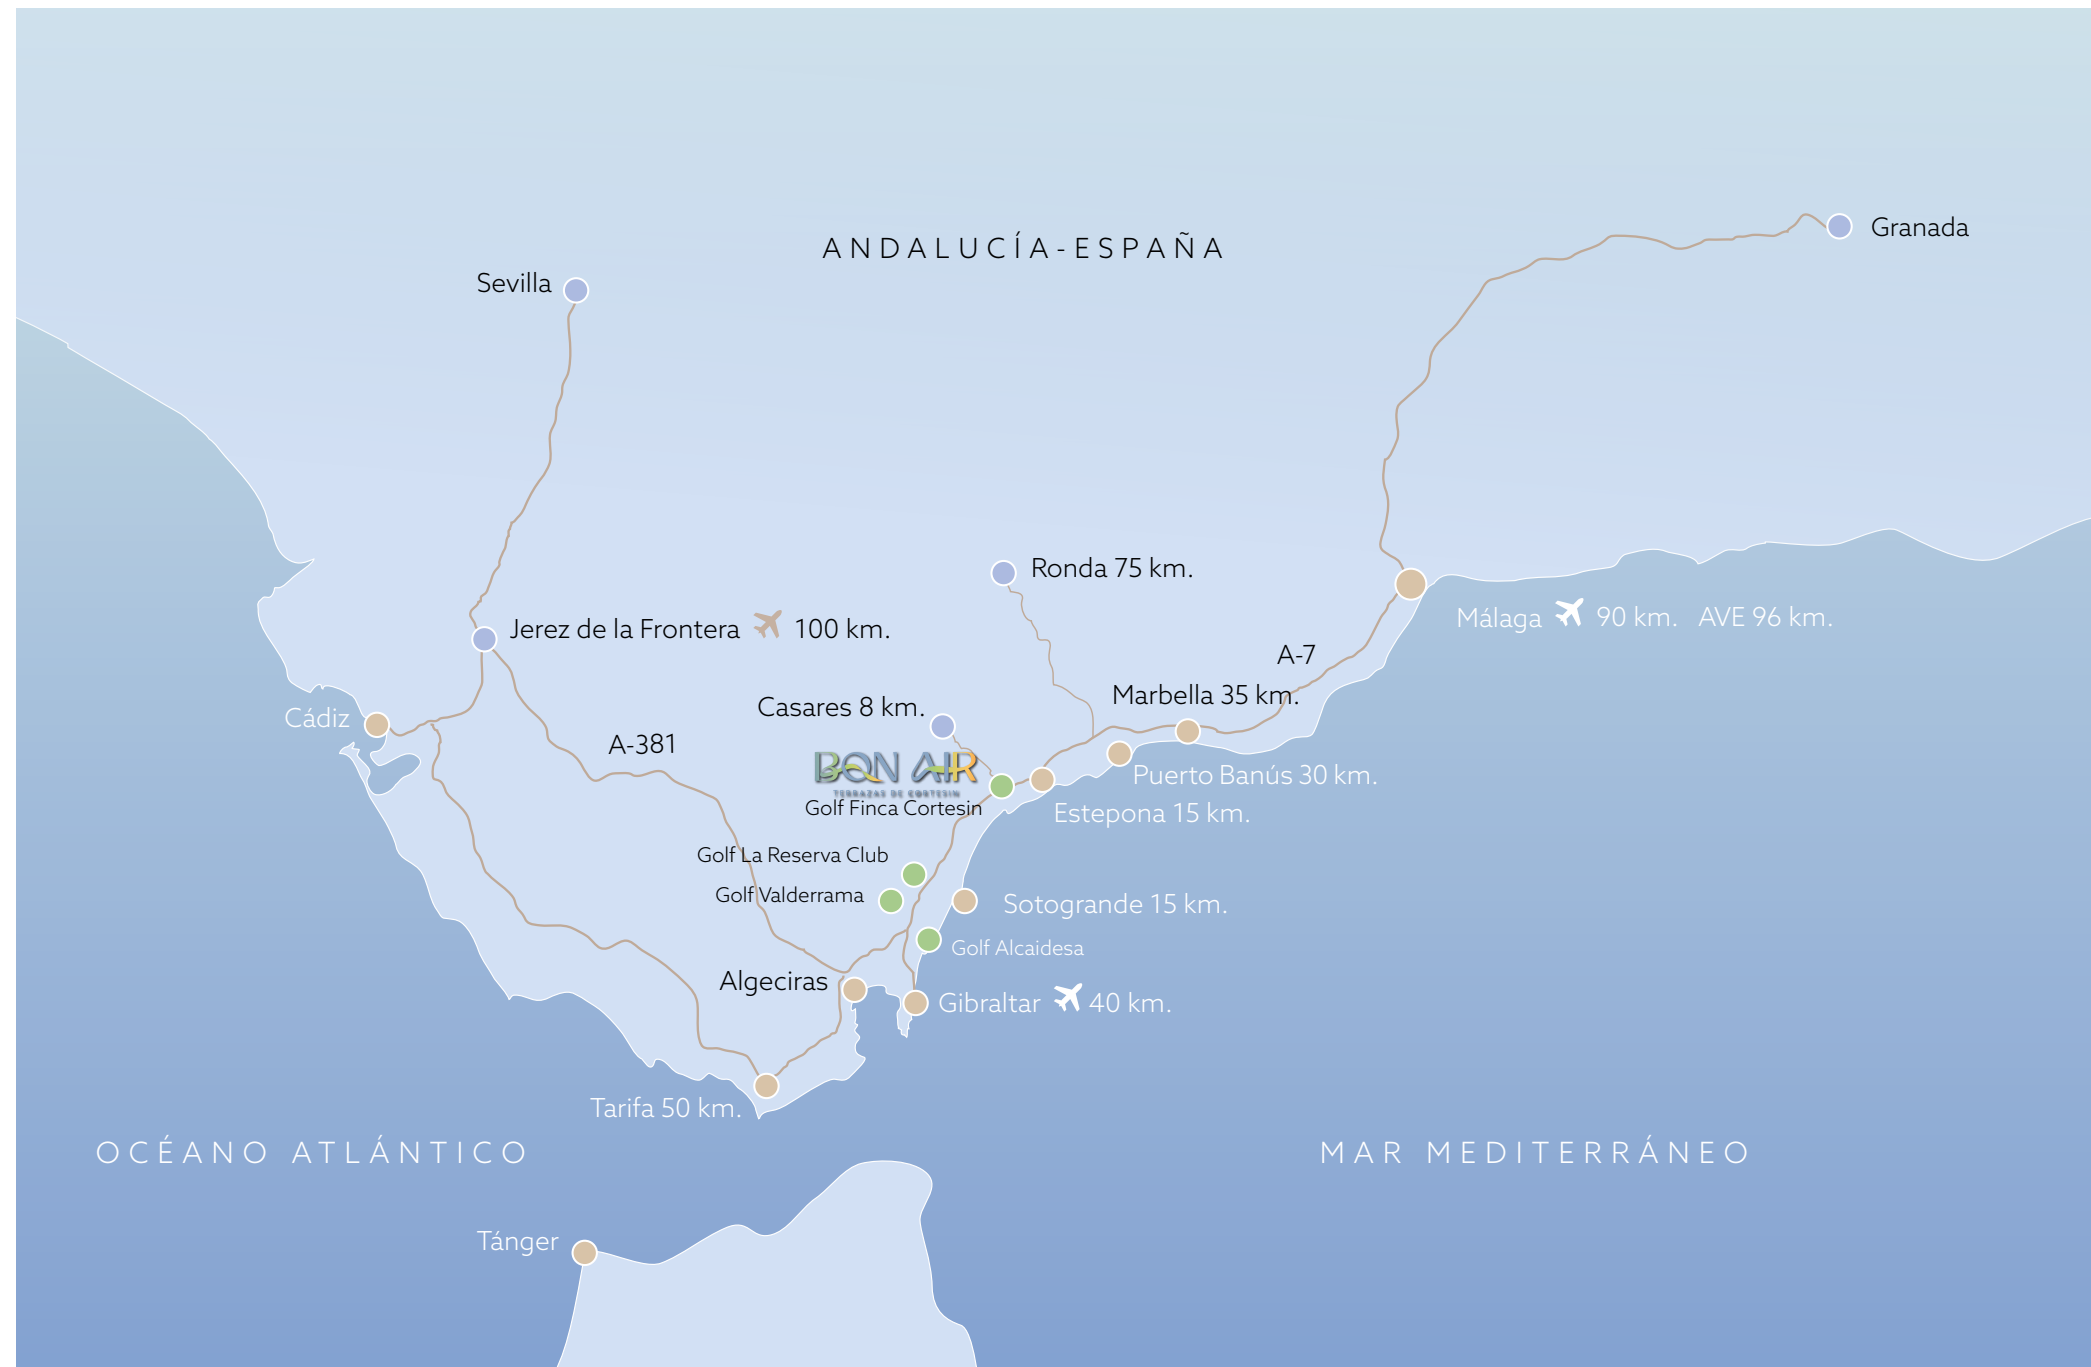 ANDALUCÍA-ESPAÑA
Granada
Sevilla
Ronda 75 km.
Málaga 90 km. AVE 96 km.
Jerez de la Frontera 100 km.
A-7
Marbella 35 km.
Casares 8 km.
Cádiz
A-381
BON AIR
TERRAZAS DE CORTESIN
Puerto Banús 30 km.
Golf Finca Cortesin
Estepona 15 km.
Golf La Reserva Club
Golf Valderrama
Sotogrande 15 km.
Golf Alcaidesa
Algeciras
Gibraltar 40 km.
Tarifa 50 km.
OCÉANO ATLÁNTICO
MAR MEDITERRÁNEO
Tánger